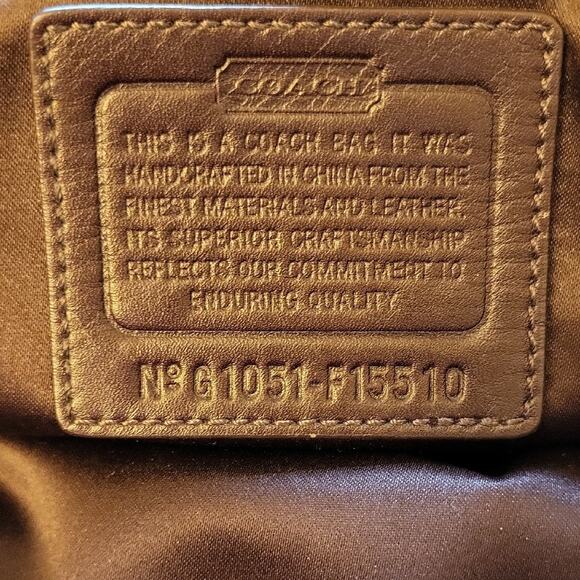 COACH
THIS IS A COACH BAG. IT WAS
HANDCRAFTED IN CHINA FROM THE
FINEST MATERIALS AND LEATHER.
ITS SUPERIOR CRAFTSMANSHIP
REFLECTS OUR COMMITMENT TO
ENDURING QUALITY
Nº G1051-F15510